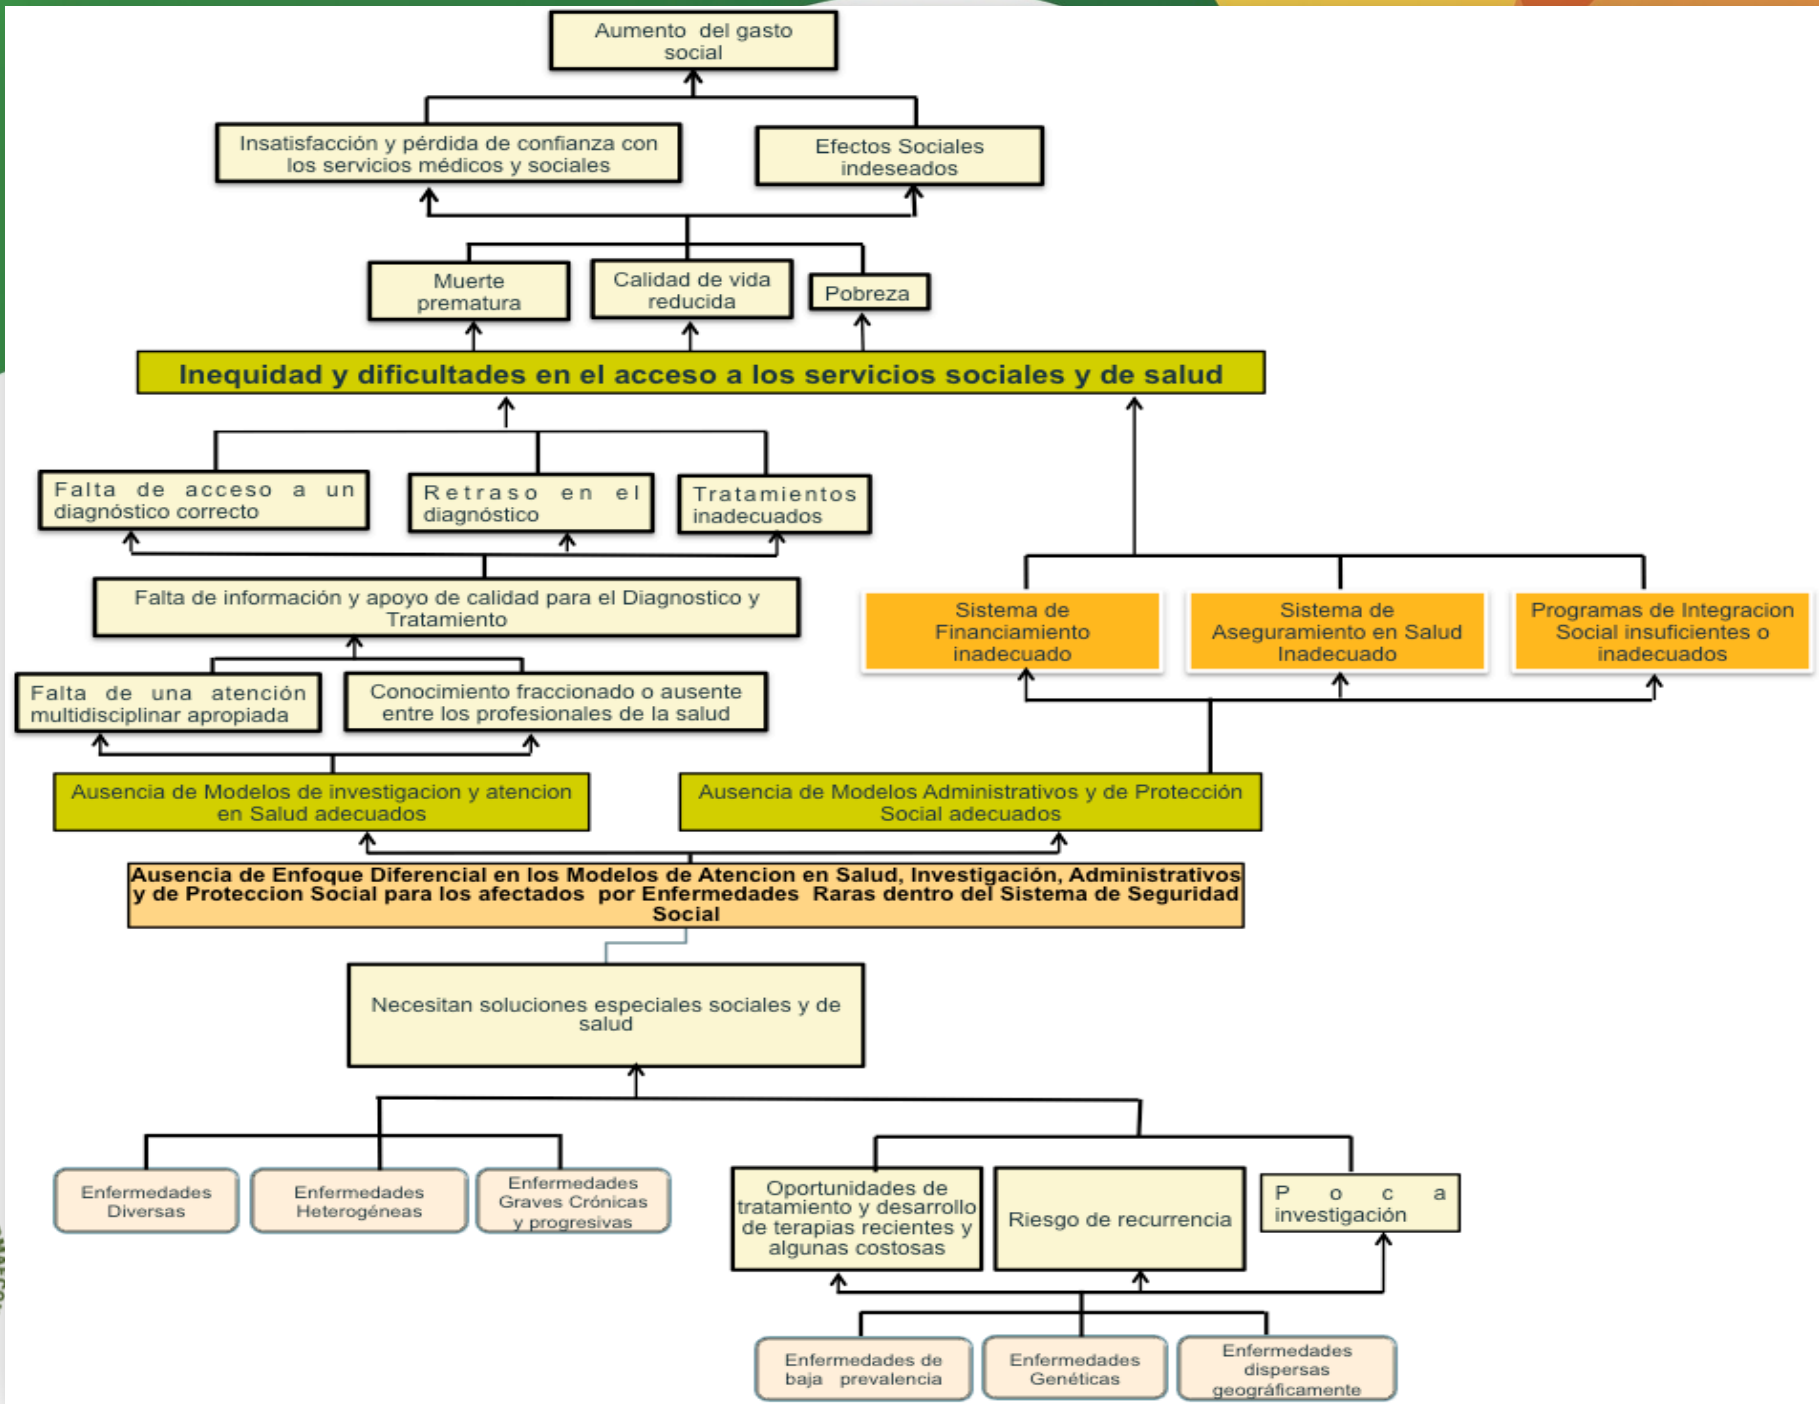 Aumento del gasto
social
Insatisfacción y pérdida de confianza con
los servicios médicos y sociales
Efectos Sociales
indeseados
Muerte
prematura
Calidad de vida
reducida
Pobreza
Inequidad y dificultades en el acceso a los servicios sociales y de salud
Falta de acceso a un
diagnóstico correcto
Retraso en el
diagnóstico
Tratamientos
inadecuados
Falta de información y apoyo de calidad para el Diagnostico y
Tratamiento
Sistema de
Financiamiento
inadecuado
Sistema de
Aseguramiento en Salud
Inadecuado
Programas de Integracion
Social insuficientes o
inadecuados
Falta de una atención
multidisciplinar apropiada
Conocimiento fraccionado o ausente
entre los profesionales de la salud
Ausencia de Modelos de investigacion y atencion
en Salud adecuados
Ausencia de Modelos Administrativos y de Protección
Social adecuados
Ausencia de Enfoque Diferencial en los Modelos de Atencion en Salud, Investigación, Administrativos
y de Proteccion Social para los afectados por Enfermedades Raras dentro del Sistema de Seguridad
Social
Necesitan soluciones especiales sociales y de
salud
Enfermedades
Diversas
Enfermedades
Heterogéneas
Enfermedades
Graves Crónicas
y progresivas
Oportunidades de
tratamiento y desarrollo
de terapias recientes y
algunas costosas
Riesgo de recurrencia
Poca
investigación
Enfermedades de
baja prevalencia
Enfermedades
Genéticas
Enfermedades
dispersas
geográficamente